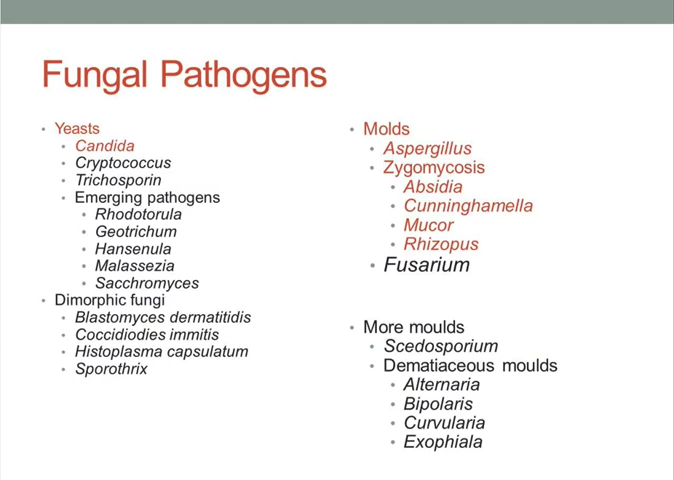 Fungal Pathogens
Yeasts
Candida
Cryptococcus
Trichosporin
Emerging pathogens
Rhodotorula
Geotrichum
Hansenula
Malassezia
Sacchromyces
Dimorphic fungi
Blastomyces dermatitidis
Coccidiodies immitis
Histoplasma capsulatum
Sporothrix
Molds
Aspergillus
Zygomycosis
Absidia
Cunninghamella
Mucor
Rhizopus
Fusarium
More moulds
Scedosporium
Dematiaceous moulds
Alternaria
Bipolaris
Curvularia
Exophiala